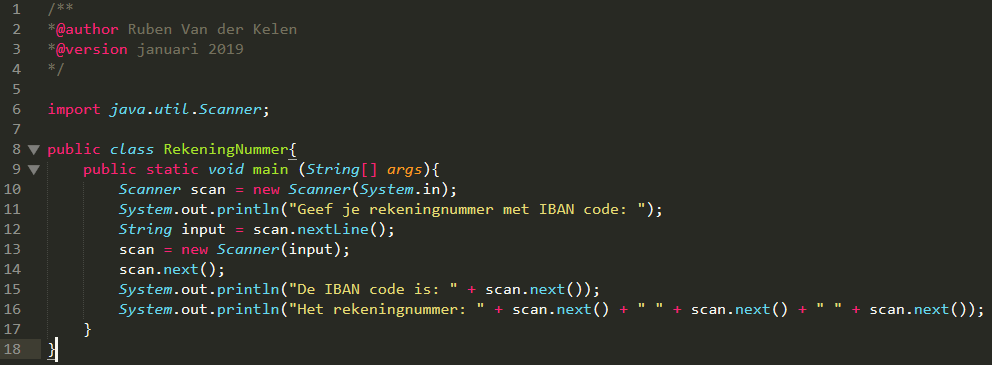 1 /**
2 *@author Ruben Van der Kelen
3 *@version januari 2019
4 */
5
6 import java.util.Scanner;
7
8 public class RekeningNummer{
9 public static void main (String[] args){
10 Scanner scan = new Scanner(System.in);
11 System.out.println("Geef je rekeningnummer met IBAN code: ");
12 String input = scan.nextLine();
13 scan = new Scanner(input);
14 scan.next();
15 System.out.println("De IBAN code is: " + scan.next());
16 System.out.println("Het rekeningnummer: " + scan.next() + " " + scan.next() + " " + scan.next());
17 }
18 }